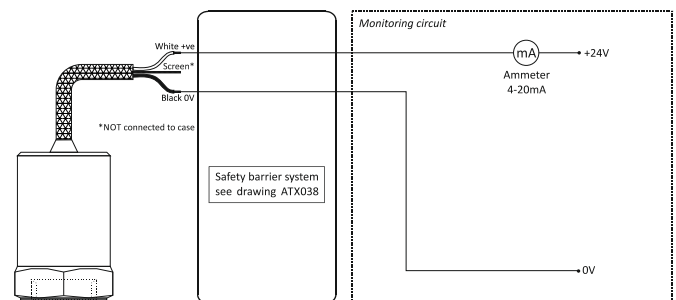 Monitoring circuit
White +ve
mA
+24V
Screen*
Ammeter
4-20mA
Black 0V
*NOT connected to case
Safety barrier system
see drawing ATX038
0V